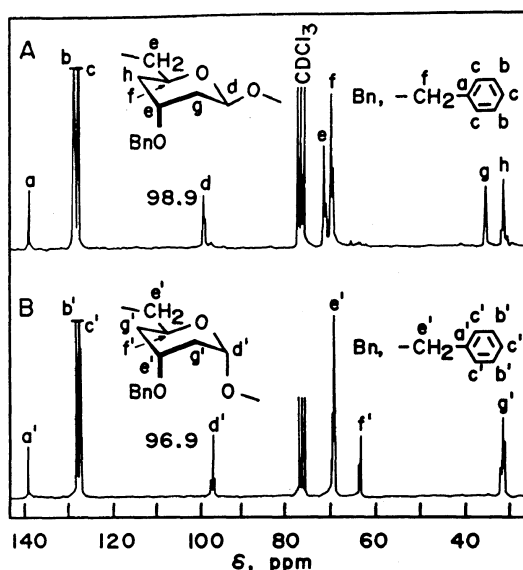 A
b
c
e
CH2
h
O
d
O
f
g
e
BnO
CDCl3
f
Bn, —CH2
f
a
c
b
c
c
b
a
98.9
d
e
g
h
B
b'
c'
e'
CH2
g'
O
d'
f'
g'
e'
BnO
O
e'
Bn, —CH2
e'
a'
c'
b'
c'
c'
b'
a'
96.9
d'
f'
g'
140
120
100
80
60
40
δ, ppm